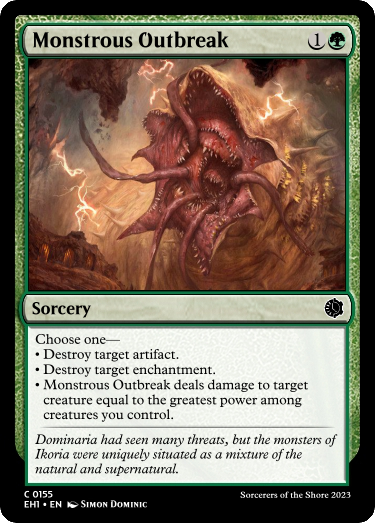 Monstrous Outbreak 1
Sorcery
Choose one—
• Destroy target artifact.
• Destroy target enchantment.
• Monstrous Outbreak deals damage to target
creature equal to the greatest power among
creatures you control.
Dominaria had seen many threats, but the monsters of
Ikoria were uniquely situated as a mixture of the
natural and supernatural.
C 0155 Sorcerers of the Shore 2023
EH1 • EN Simon Dominic